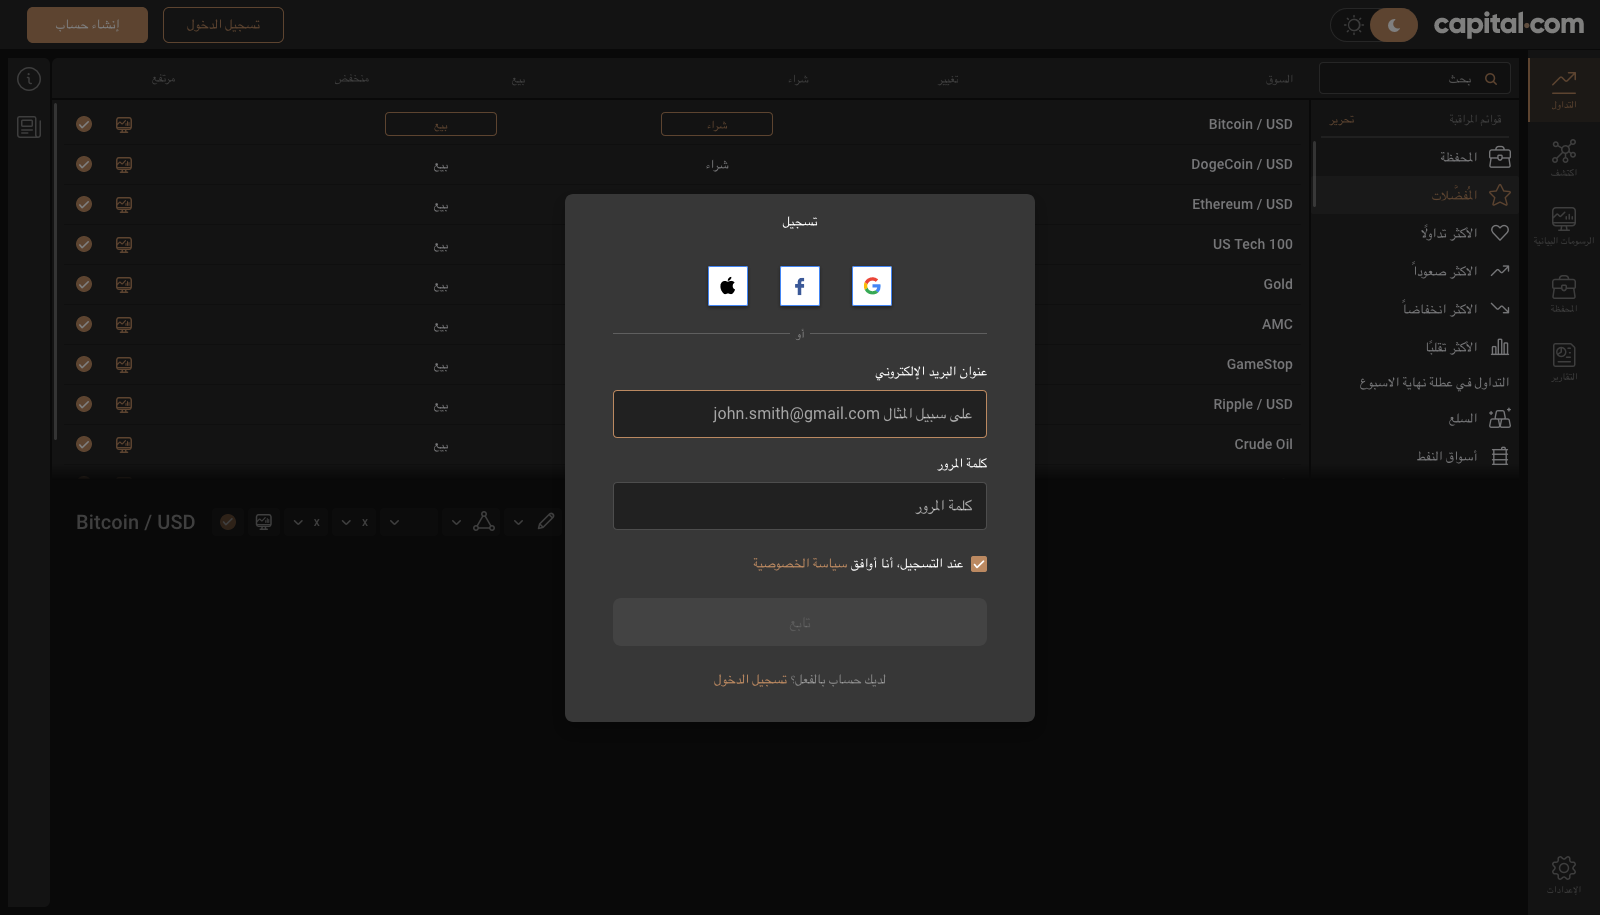 capital.com
تسجيل الدخول
إنشاء حساب
التداول
اكتشف
الرسومات البيانية
المحفظة
التقارير
الإعدادات
بحث
قوائم المراقبة
تحرير
المحفظة
المُفضّلات
الأكثر تداولًا
الاكثر صعوداً
الاكثر انخفاضاً
الأكثر تقلبًا
التداول في عطلة نهاية الاسبوع
السلع
أسواق النفط
السوق تغيير شراء بيع منخفض مرتفع
Bitcoin / USD شراء بيع
DogeCoin / USD شراء بيع
Ethereum / USD بيع
US Tech 100 بيع
Gold بيع
AMC بيع
GameStop بيع
Ripple / USD بيع
Crude Oil بيع
Bitcoin / USD x x
تسجيل
أو
عنوان البريد الإلكتروني
على سبيل المثال john.smith@gmail.com
كلمة المرور
كلمة المرور
عند التسجيل، أنا أوافق سياسة الخصوصية
تابع
لديك حساب بالفعل؟ تسجيل الدخول